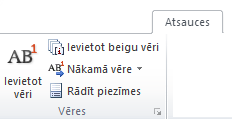 Atsauces
AB¹
Ievietot
vēri
Ievietot beigu vēri
AB¹ Nākamā vēre
Rādīt piezīmes
Vēres